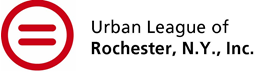 Urban League of
Rochester, N.Y., Inc.